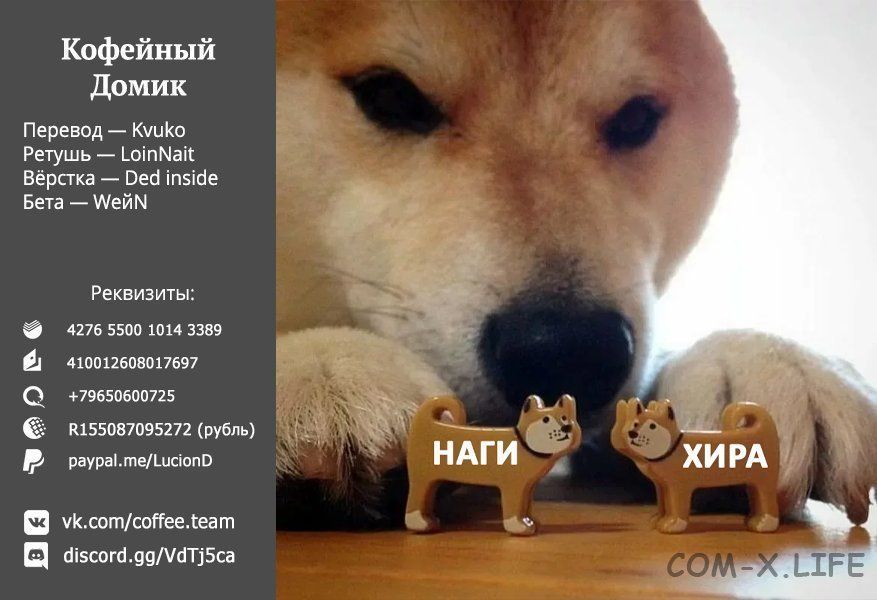 Кофейный
Домик
Перевод — Kvuko
Ретушь — LoinNait
Вёрстка — Ded inside
Бета — WeйN
Реквизиты:
4276 5500 1014 3389
410012608017697
+79650600725
R155087095272 (рубль)
paypal.me/LucionD
vk.com/coffee.team
discord.gg/VdTj5ca
НАГИ
ХИРА
COM-X.LIFE